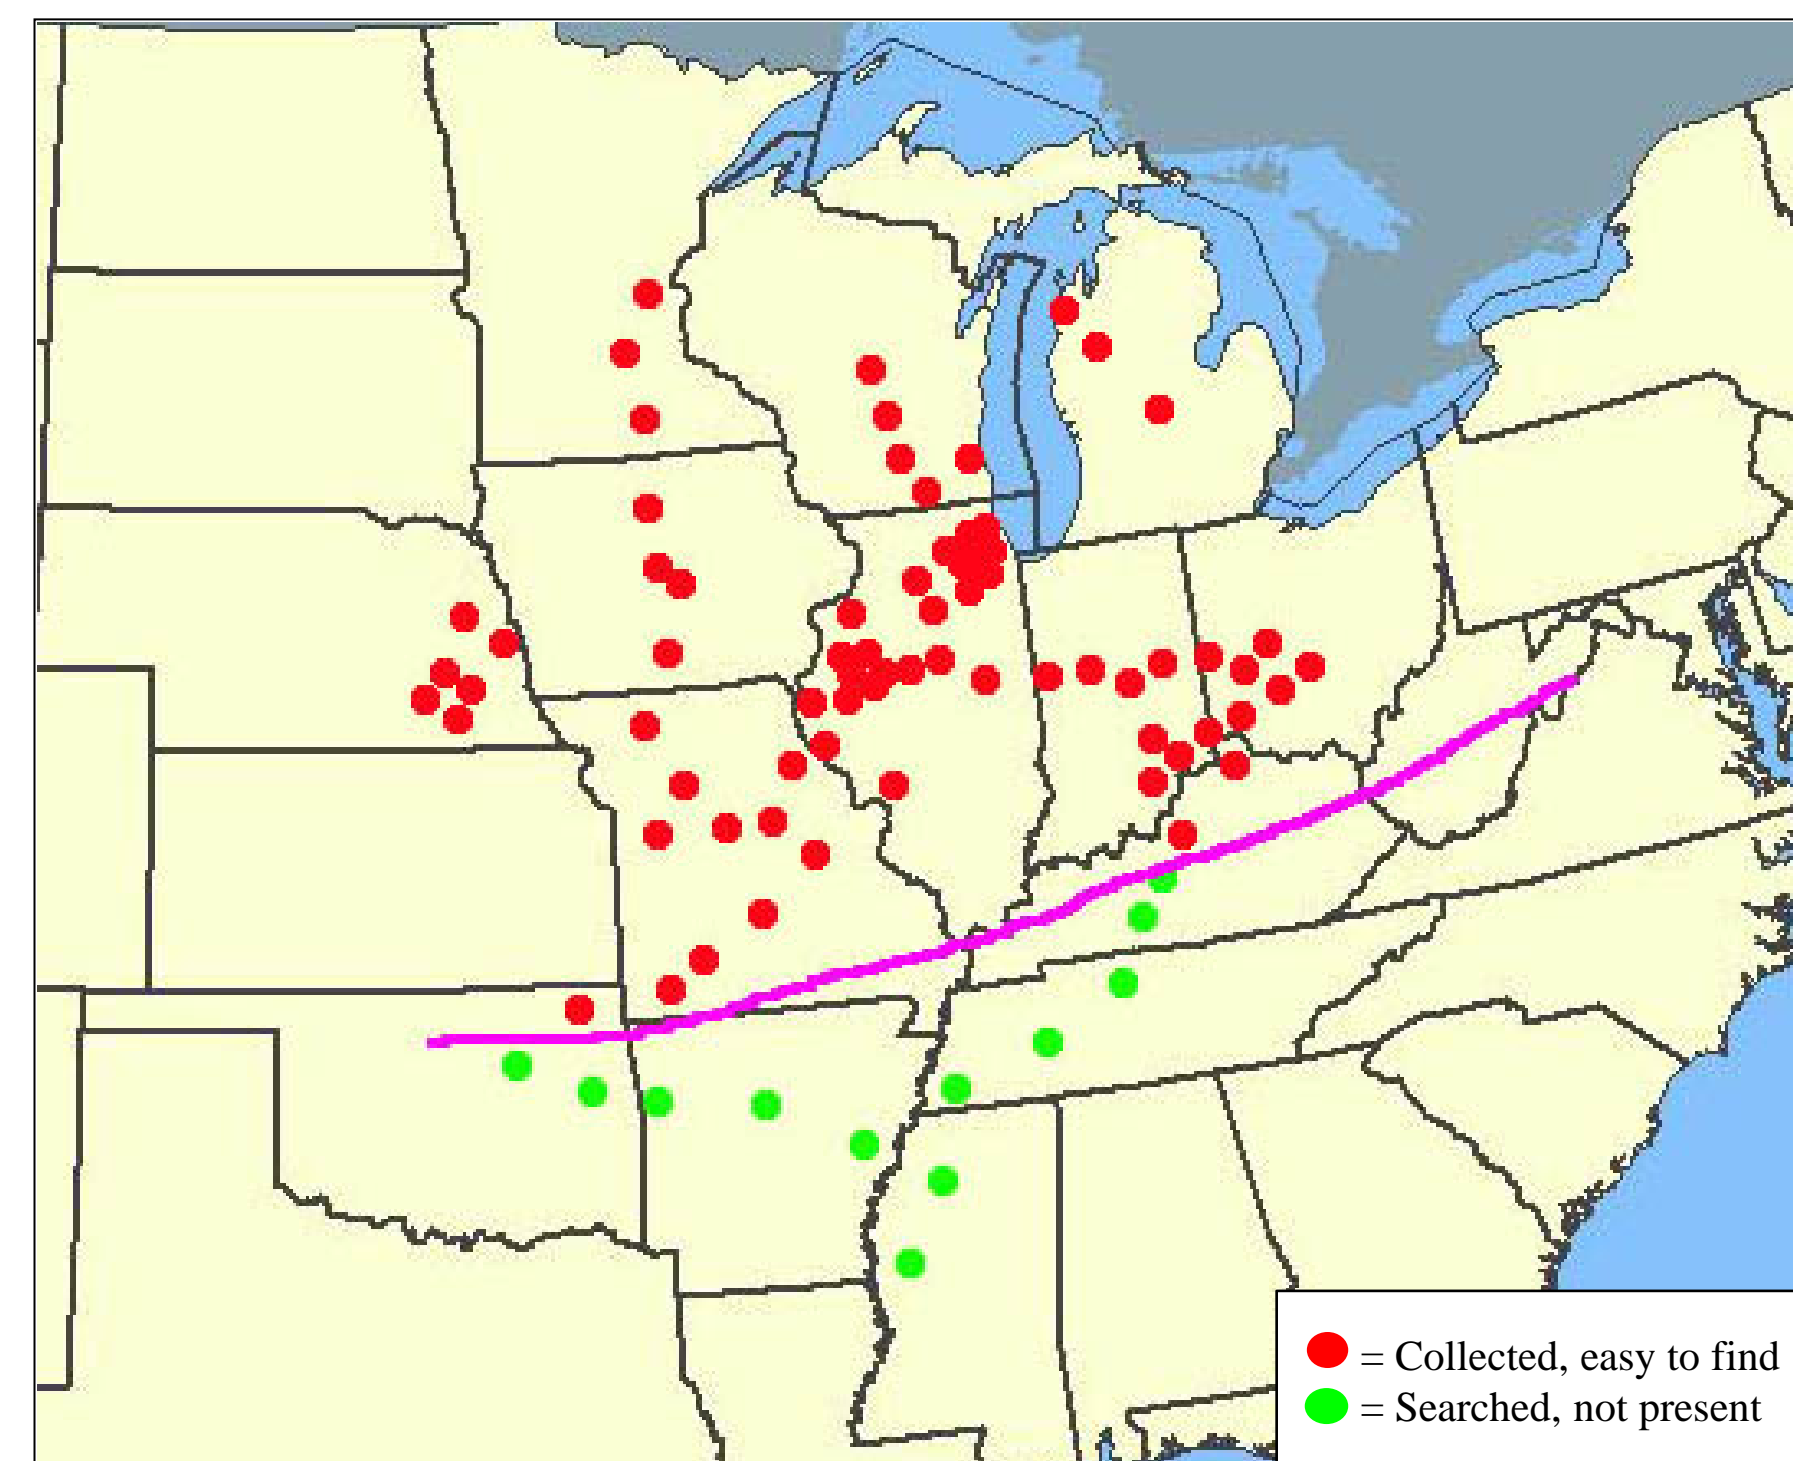 = Collected, easy to find
= Searched, not present